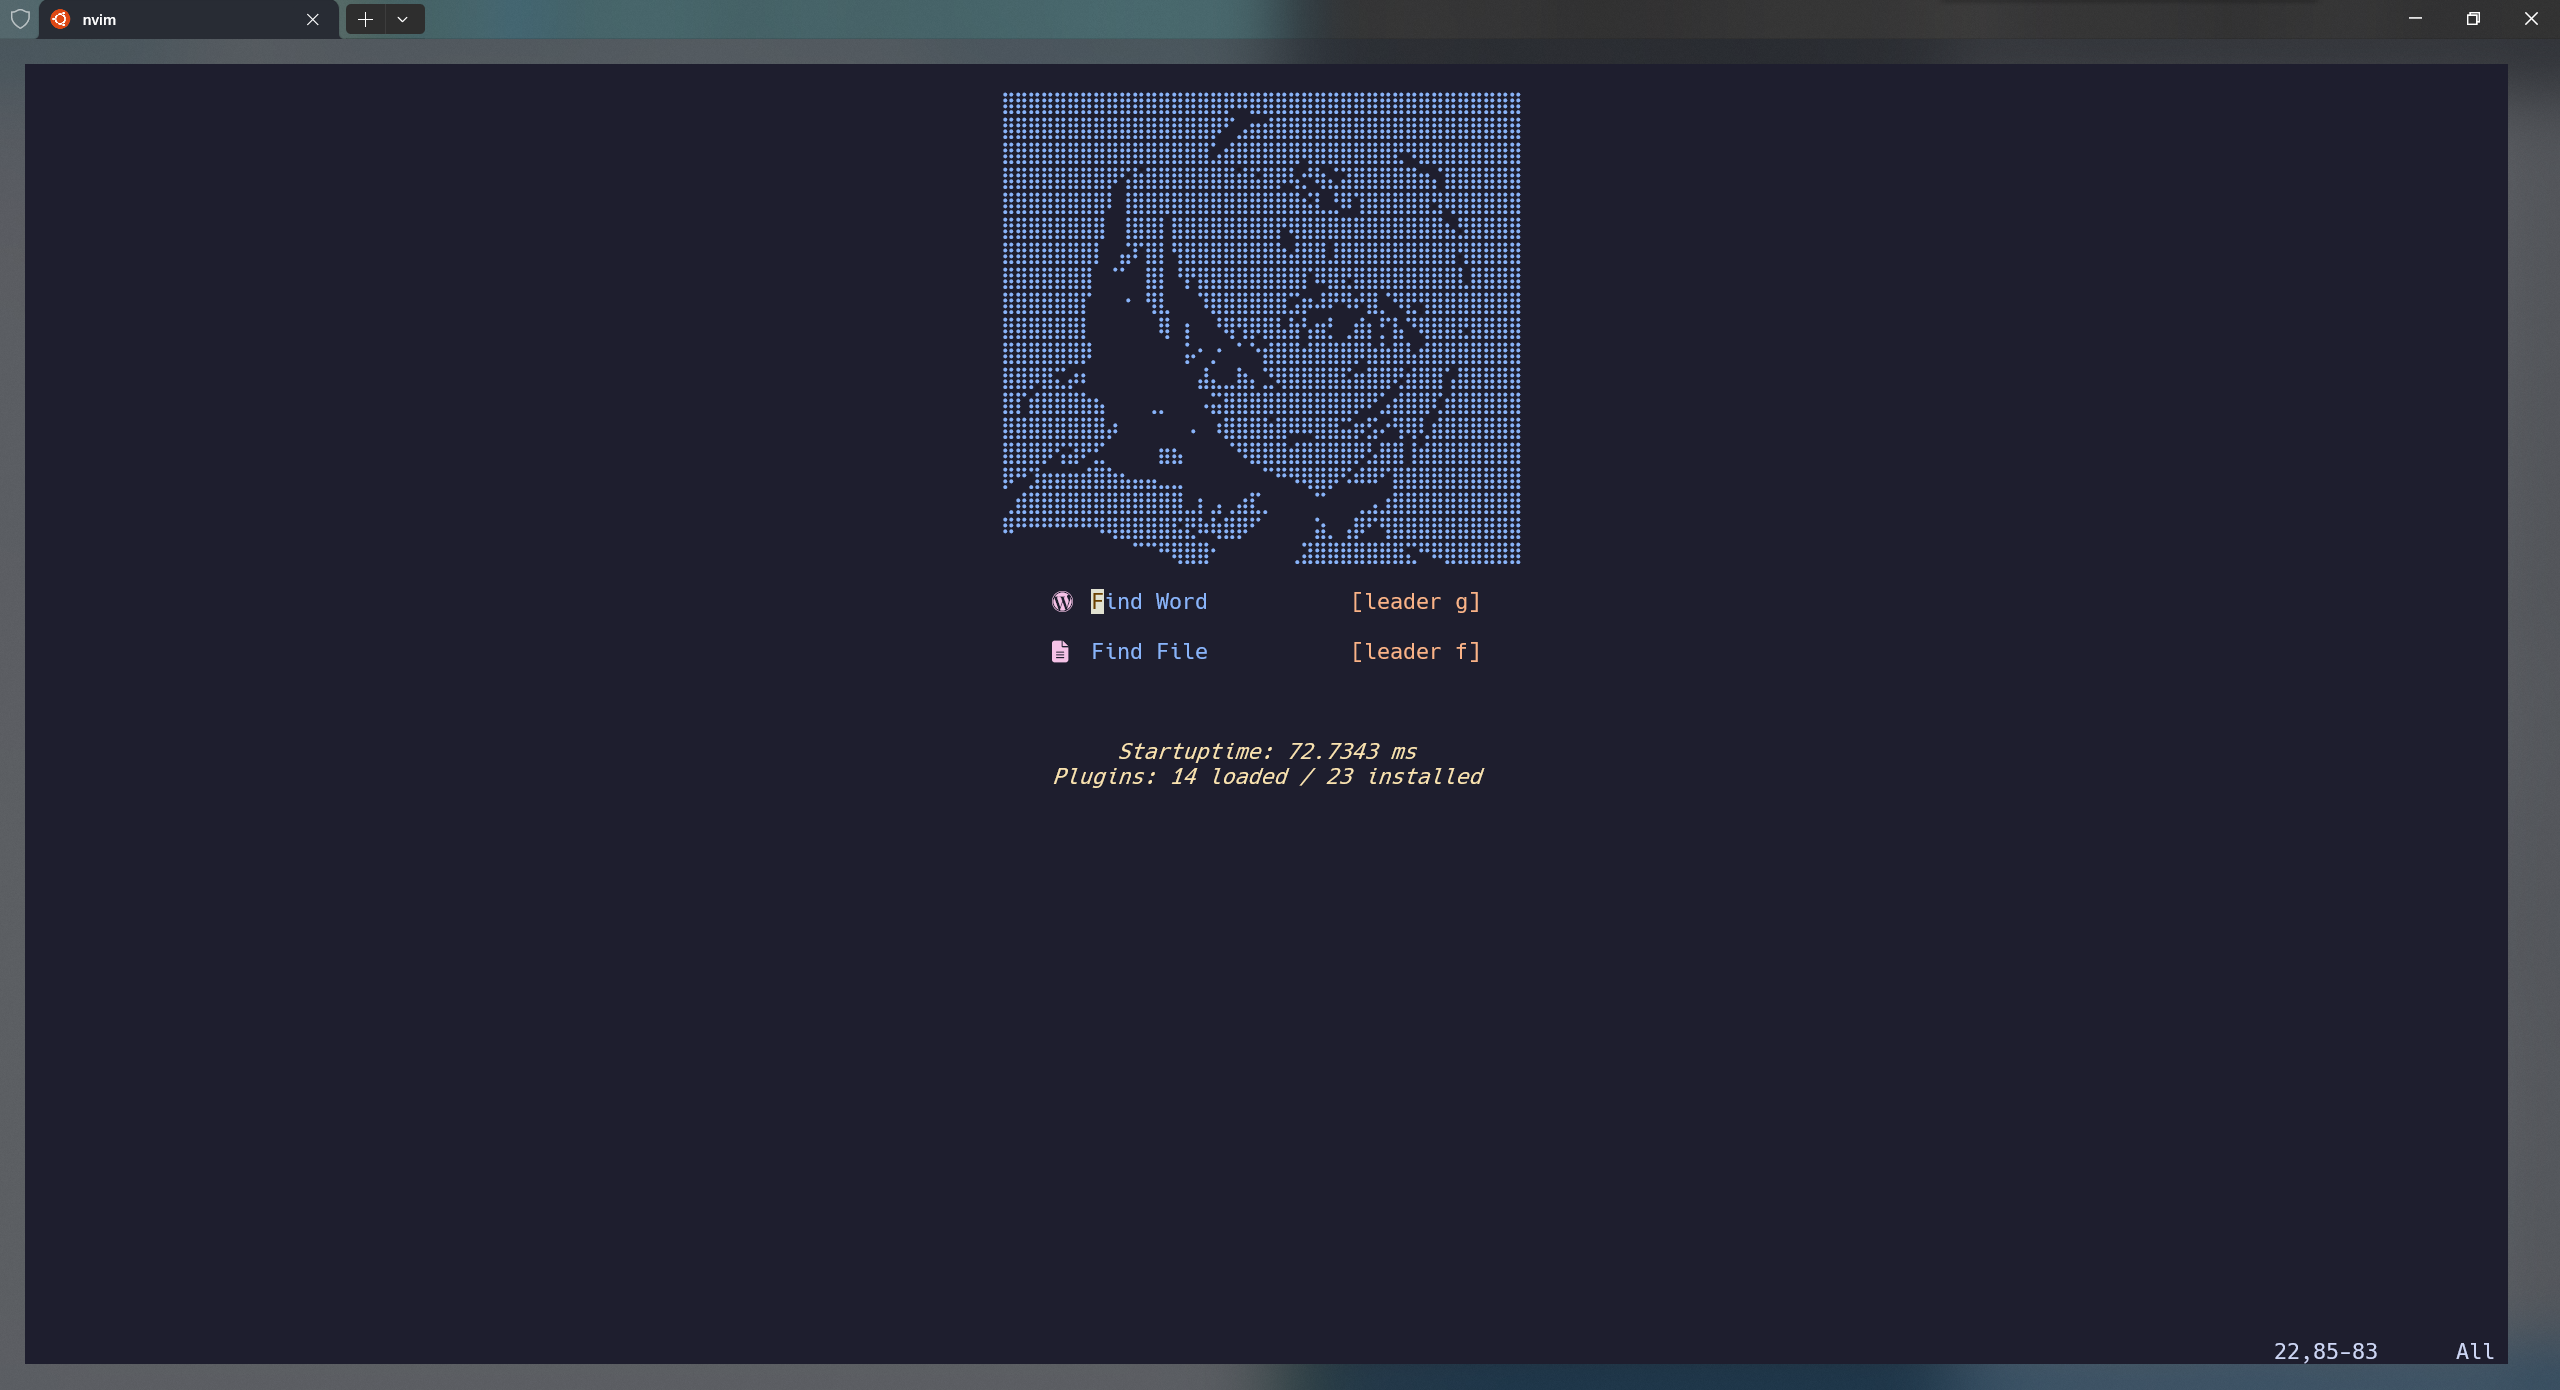 nvim
Find Word [leader g]
Find File [leader f]
Startuptime: 72.7343 ms
Plugins: 14 loaded / 23 installed
22,85-83 All